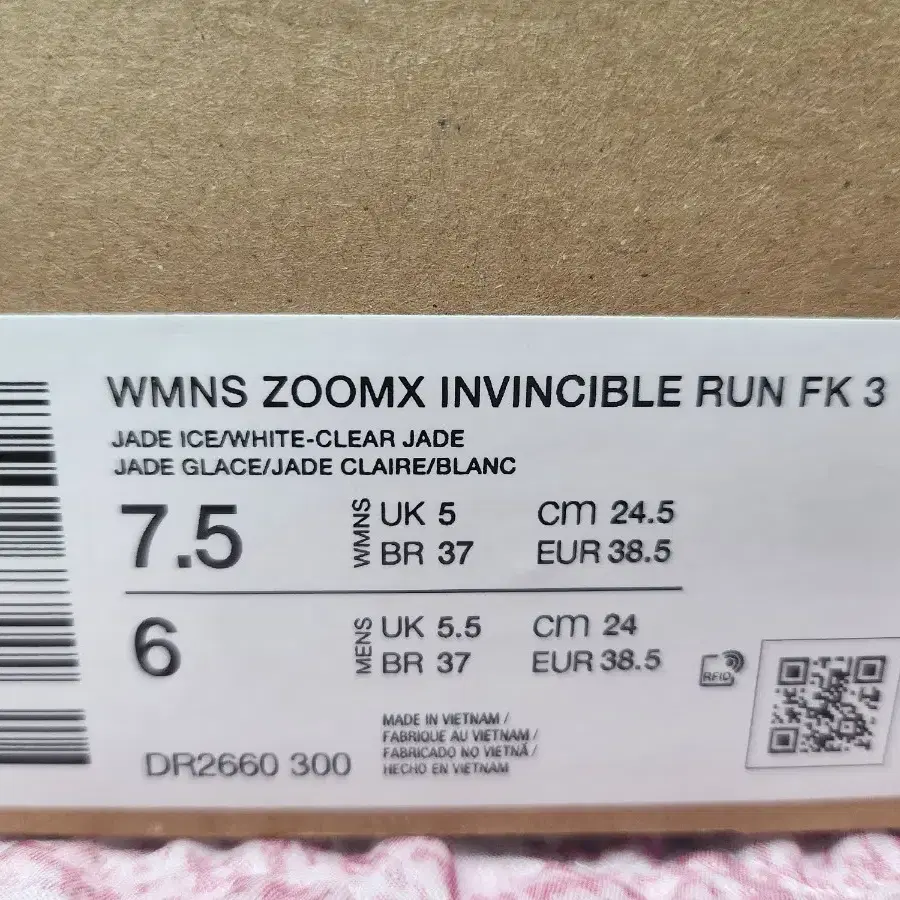 WMNS ZOOMX INVINCIBLE RUN FK 3
JADE ICE/WHITE-CLEAR JADE
JADE GLACE/JADE CLAIRE/BLANC
7.5 WMNS UK 5 cm 24.5
BR 37 EUR 38.5
6 MENS UK 5.5 cm 24
BR 37 EUR 38.5
RFID
MADE IN VIETNAM /
FABRIQUE AU VIETNAM /
FABRICADO NO VIETNÃ /
HECHO EN VIETNAM
DR2660 300